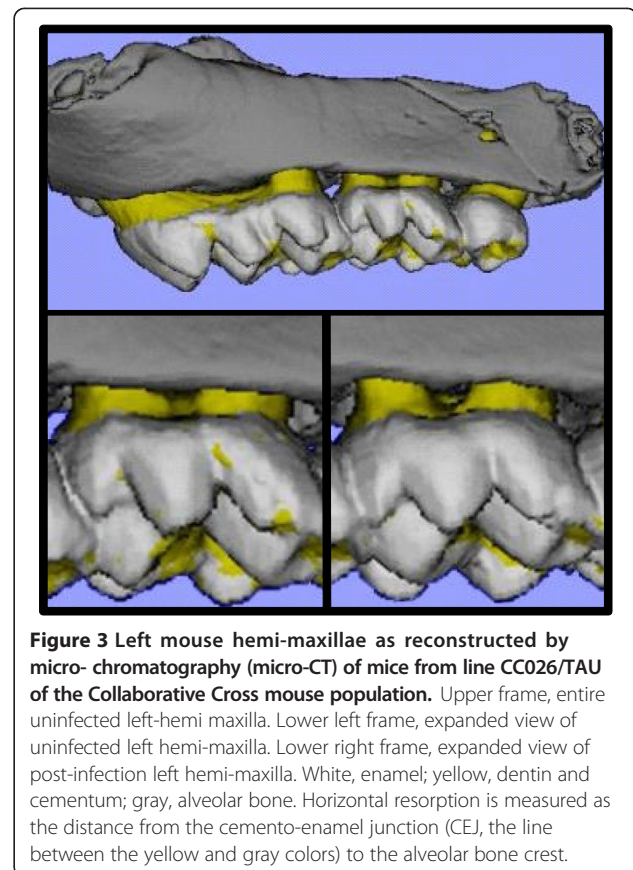 Figure 3 Left mouse hemi-maxillae as reconstructed by
micro- chromatography (micro-CT) of mice from line CC026/TAU
of the Collaborative Cross mouse population. Upper frame, entire
uninfected left-hemi maxilla. Lower left frame, expanded view of
uninfected left hemi-maxilla. Lower right frame, expanded view of
post-infection left hemi-maxilla. White, enamel; yellow, dentin and
cementum; gray, alveolar bone. Horizontal resorption is measured as
the distance from the cemento-enamel junction (CEJ, the line
between the yellow and gray colors) to the alveolar bone crest.